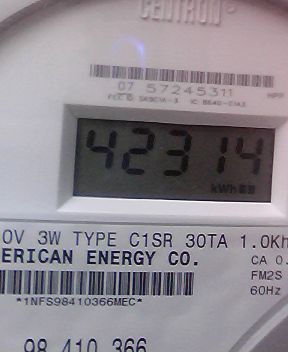 CENTRON®
07 57245311
42314
kWh
0V 3W TYPE C1SR 30TA 1.0Kh
ERICAN ENERGY CO. CA 0.
FM2S
*1NFS98410366MEC* 60Hz
98 410 366